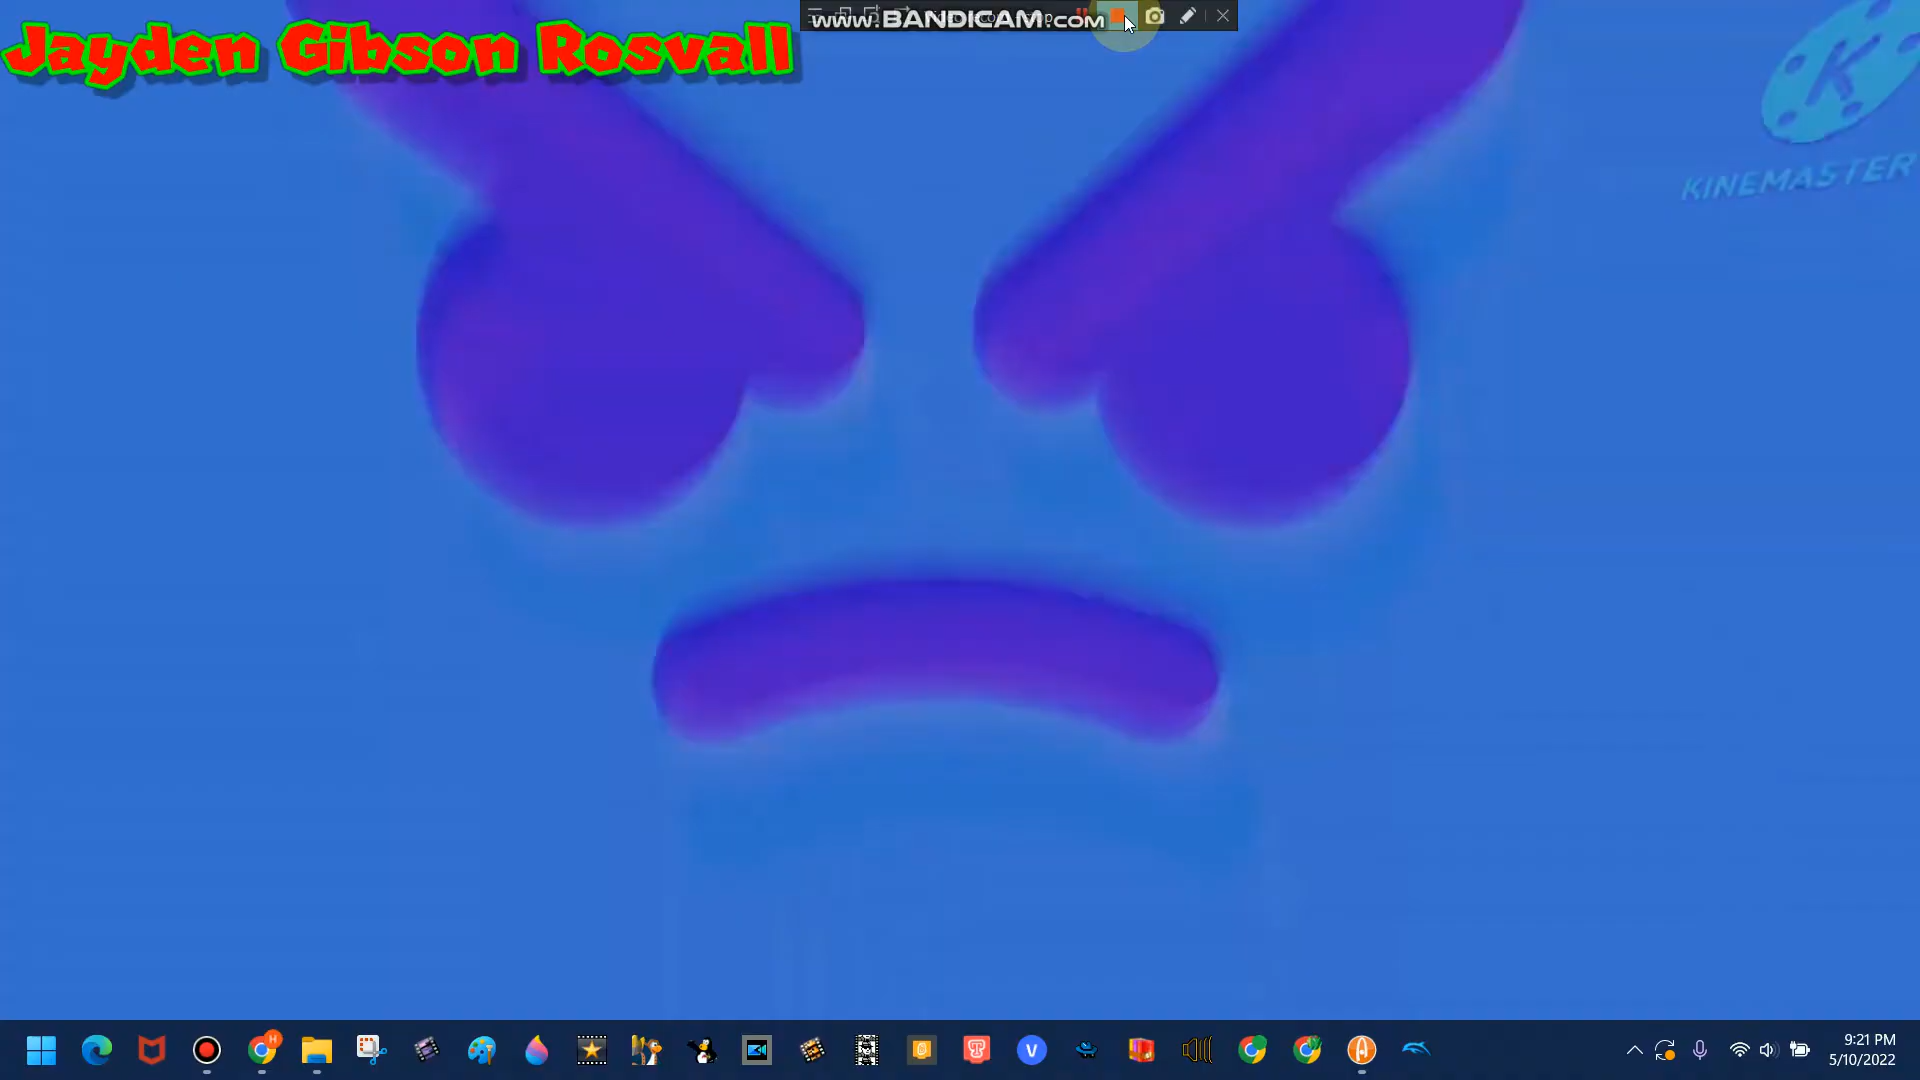 Jayden Gibson Rosvall
www.BANDICAM.com
K
KINEMASTER
H
V
9:21 PM
5/10/2022